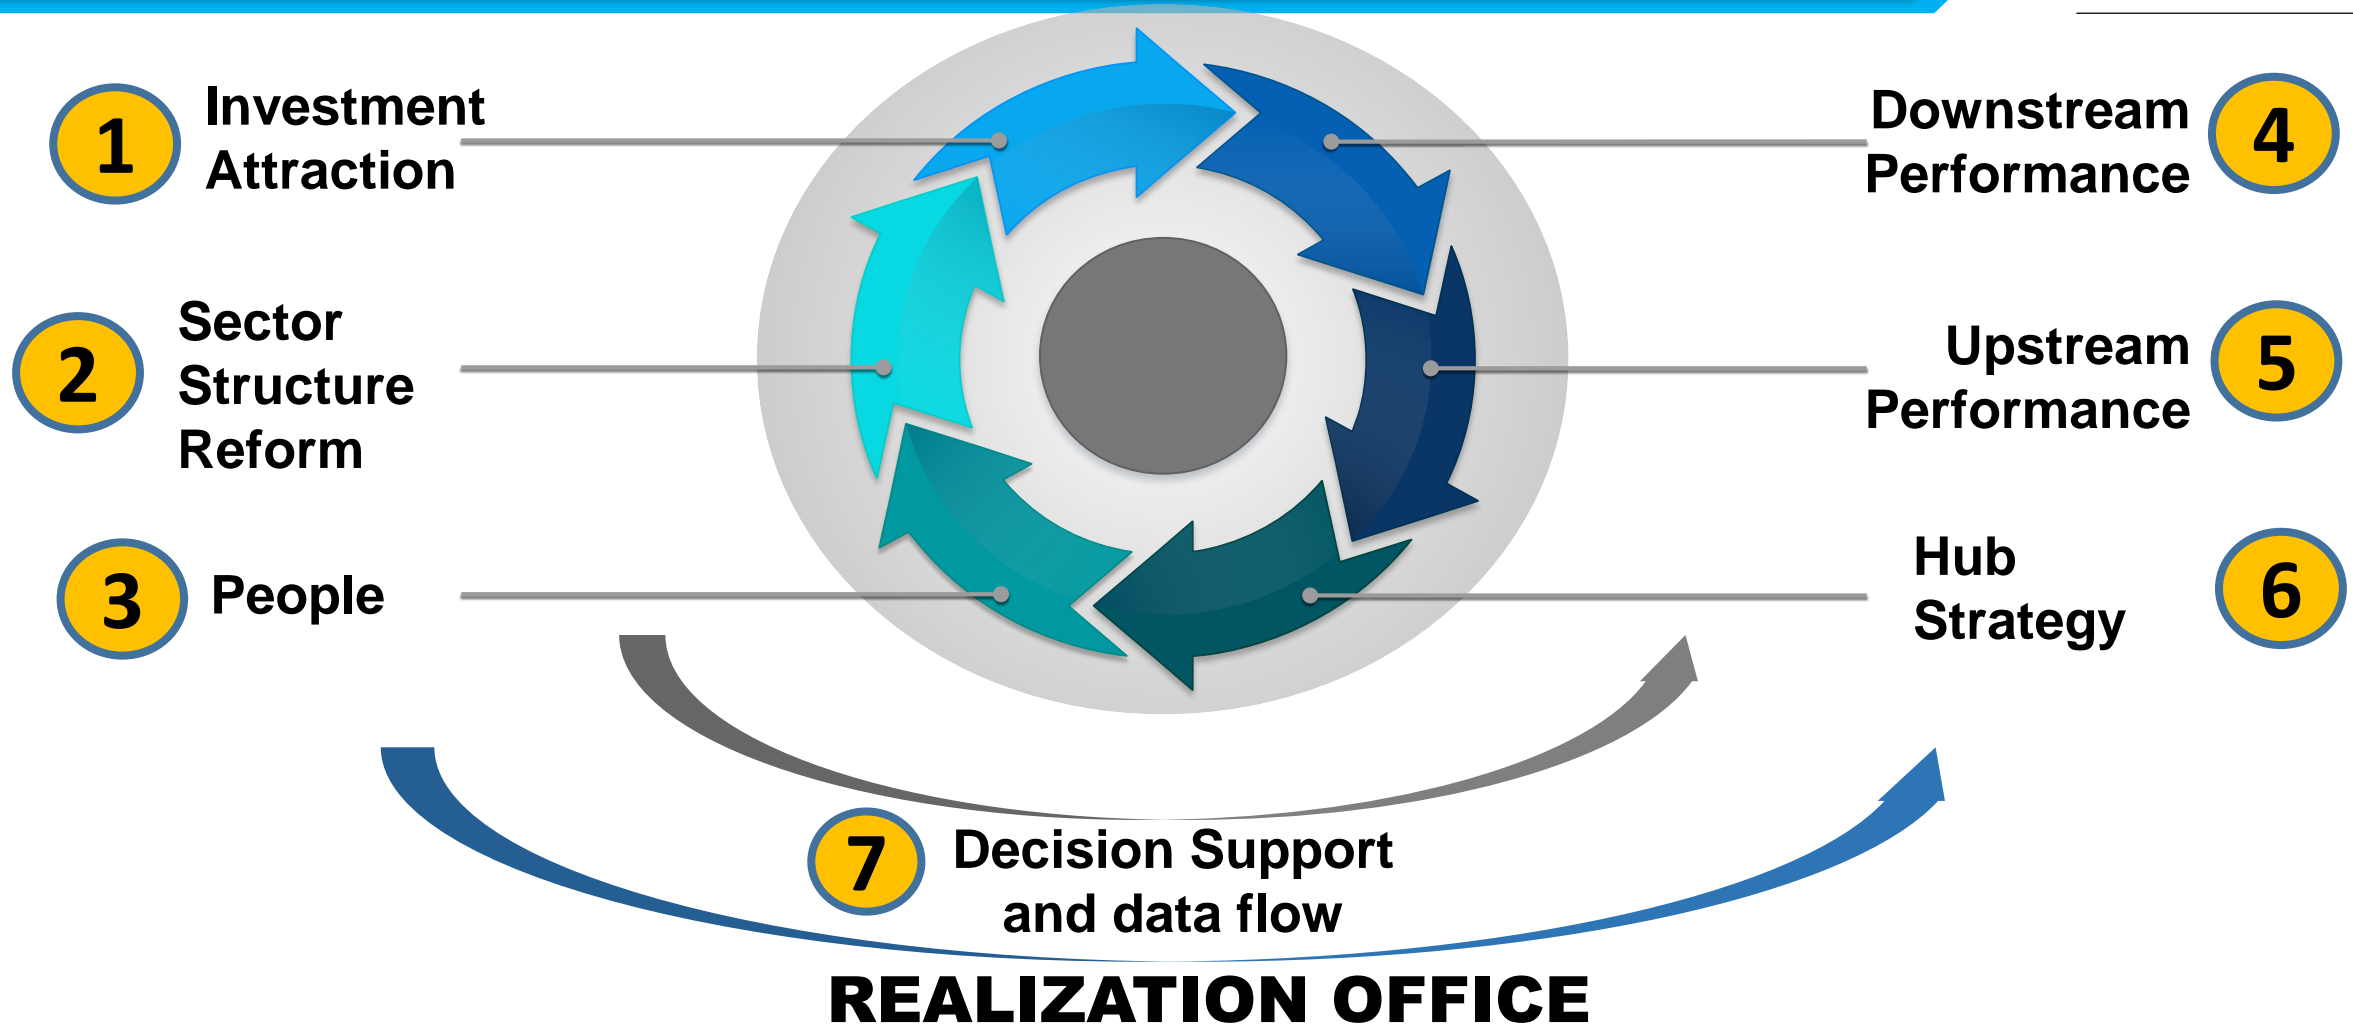 1
Investment
Attraction
2
Sector
Structure
Reform
3
People
Downstream
Performance
4
Upstream
Performance
5
Hub
Strategy
6
7
Decision Support
and data flow
REALIZATION OFFICE